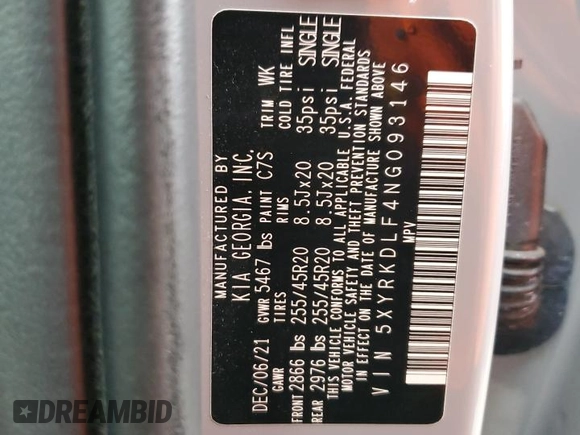 MANUFACTURED BY
KIA GEORGIA, INC.
DEC/06/21 GVWR 5467 lbs PAINT C7S TRIM WK
GAWR TIRES RIMS COLD TIRE INFL
FRONT 2866 lbs 255/45R20 8.5Jx20 35psi SINGLE
REAR 2976 lbs 255/45R20 8.5Jx20 35psi SINGLE
THIS VEHICLE CONFORMS TO ALL APPLICABLE U.S.A. FEDERAL
MOTOR VEHICLE SAFETY AND THEFT PREVENTION STANDARDS
IN EFFECT ON THE DATE OF MANUFACTURE SHOWN ABOVE
VIN 5XYRKDLF4NG093146
MPV
DREAMBID